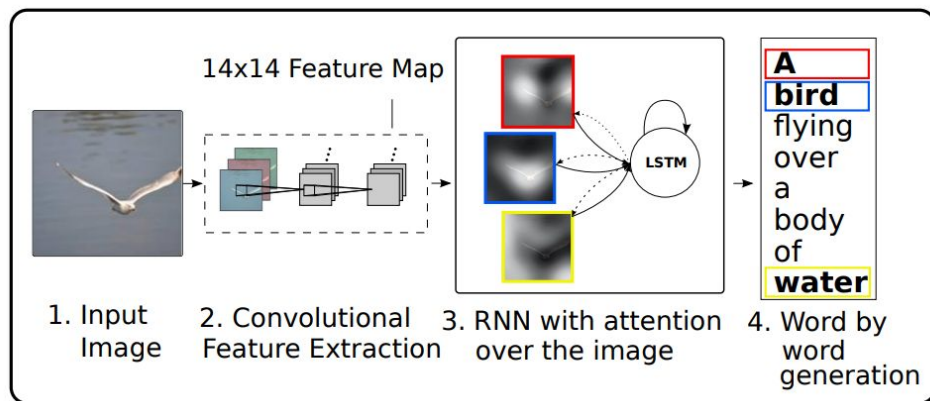 14x14 Feature Map
LSTM
A
bird
flying
over
a
body
of
water
1. Input
Image
2. Convolutional
Feature Extraction
3. RNN with attention
over the image
4. Word by
word
generation